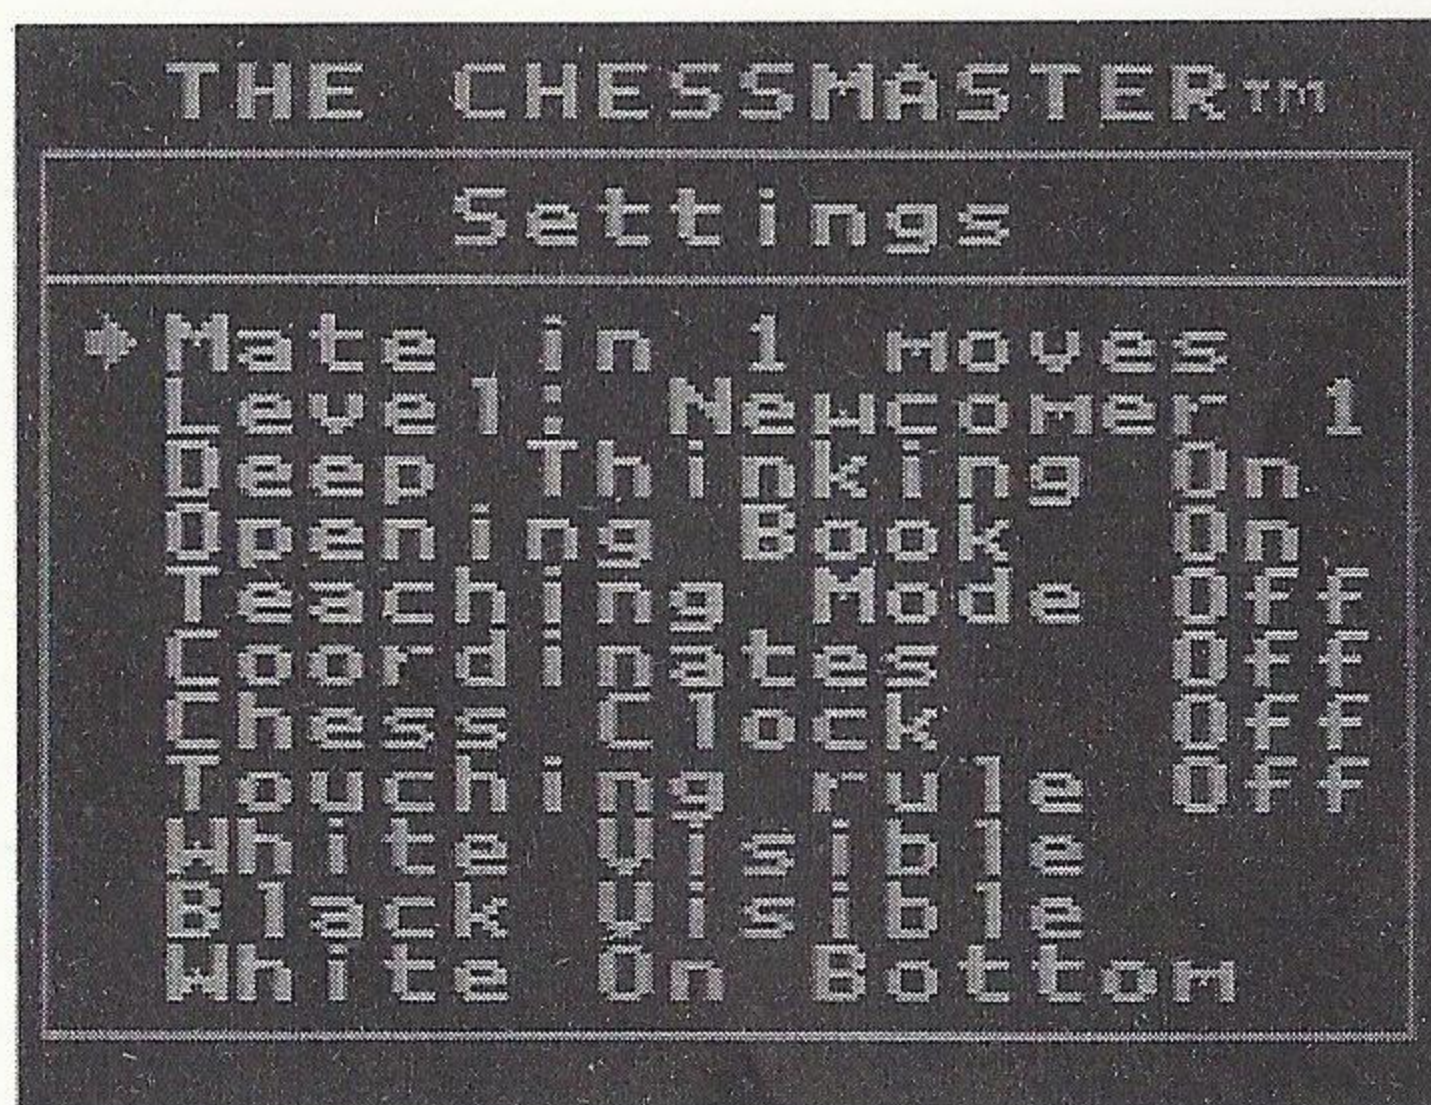 THE CHESSMASTER™
Settings
Mate in 1 moves
Level: Newcomer 1
Deep Thinking On
Opening Book On
Teaching Mode Off
Coordinates Off
Chess Clock Off
Touching rule Off
White Visible
Black Visible
White On Bottom